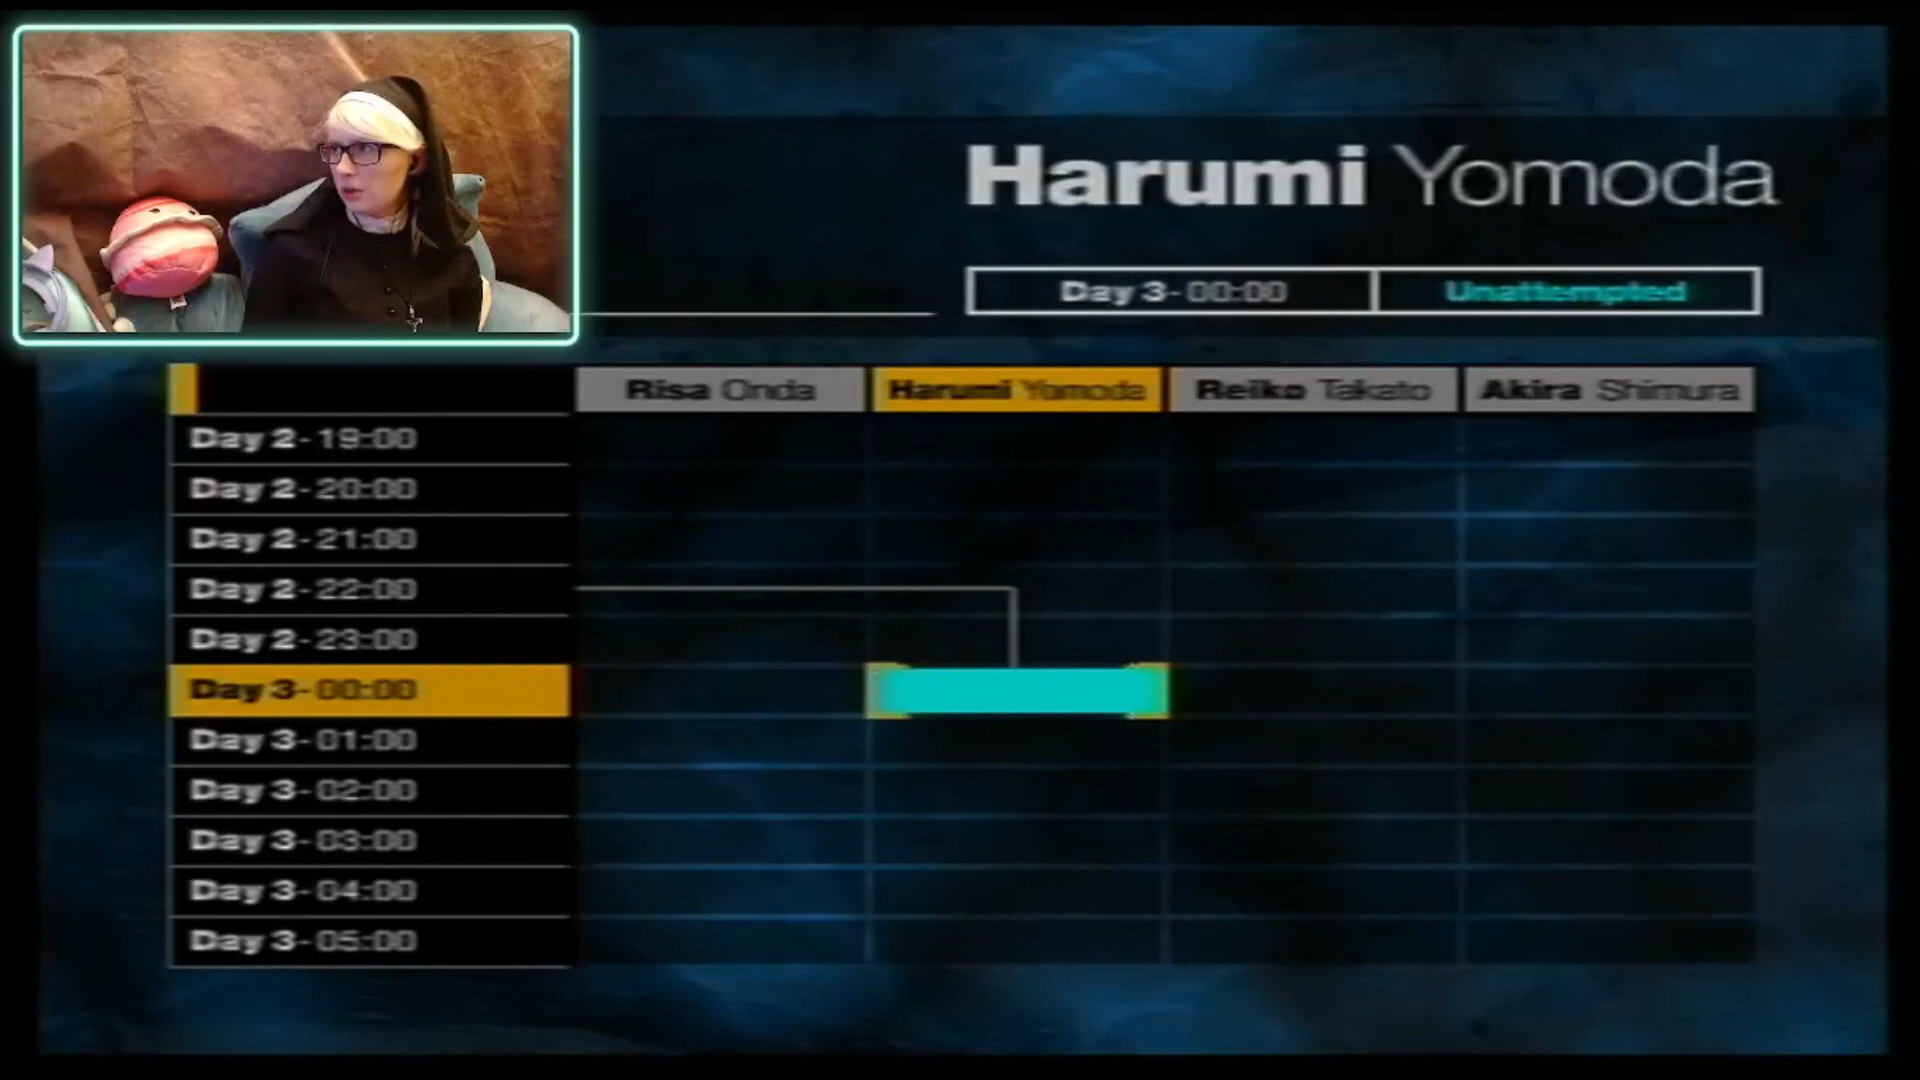 Harumi Yomoda
Day 3-00:00 Unattempted
Risa Onda Harumi Yomoda Reiko Takato Akira Shimura
Day 2-19:00
Day 2-20:00
Day 2-21:00
Day 2-22:00
Day 2-23:00
Day 3-00:00
Day 3-01:00
Day 3-02:00
Day 3-03:00
Day 3-04:00
Day 3-05:00